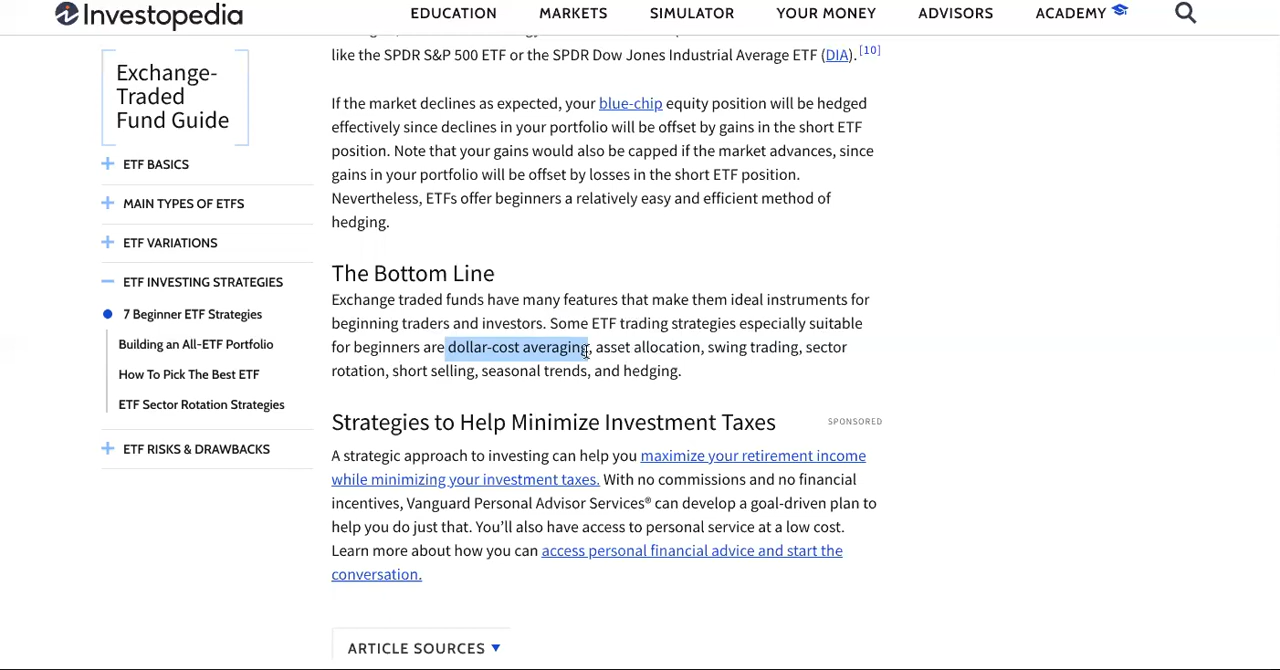 Investopedia
EDUCATION MARKETS SIMULATOR YOUR MONEY ADVISORS ACADEMY
Exchange-
Traded
Fund Guide
ETF BASICS
MAIN TYPES OF ETFS
ETF VARIATIONS
ETF INVESTING STRATEGIES
7 Beginner ETF Strategies
Building an All-ETF Portfolio
How To Pick The Best ETF
ETF Sector Rotation Strategies
ETF RISKS & DRAWBACKS
like the SPDR S&P 500 ETF or the SPDR Dow Jones Industrial Average ETF (DIA). [10]
If the market declines as expected, your blue-chip equity position will be hedged
effectively since declines in your portfolio will be offset by gains in the short ETF
position. Note that your gains would also be capped if the market advances, since
gains in your portfolio will be offset by losses in the short ETF position.
Nevertheless, ETFs offer beginners a relatively easy and efficient method of
hedging.
The Bottom Line
Exchange traded funds have many features that make them ideal instruments for
beginning traders and investors. Some ETF trading strategies especially suitable
for beginners are dollar-cost averaging, asset allocation, swing trading, sector
rotation, short selling, seasonal trends, and hedging.
Strategies to Help Minimize Investment Taxes SPONSORED
A strategic approach to investing can help you maximize your retirement income
while minimizing your investment taxes. With no commissions and no financial
incentives, Vanguard Personal Advisor Services® can develop a goal-driven plan to
help you do just that. You’ll also have access to personal service at a low cost.
Learn more about how you can access personal financial advice and start the
conversation.
ARTICLE SOURCES